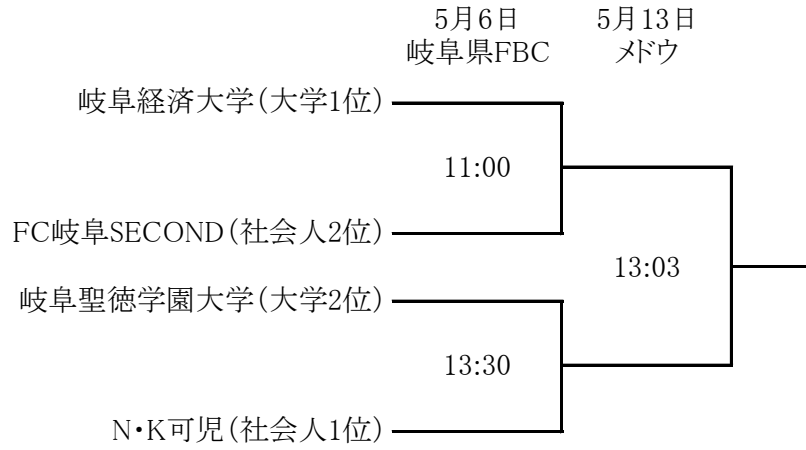 5月6日 5月13日
岐阜県FBC メドウ
岐阜経済大学(大学1位)
11:00
FC岐阜SECOND(社会人2位)
13:03
岐阜聖徳学園大学(大学2位)
13:30
N・K可児(社会人1位)